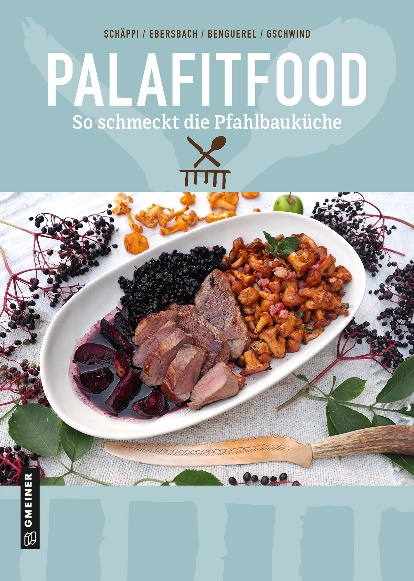 SCHÄPPI / EBERSBACH / BENGUEREL / GSCHWIND
PALAFITFOOD
So schmeckt die Pfahlbauküche
GMEINER